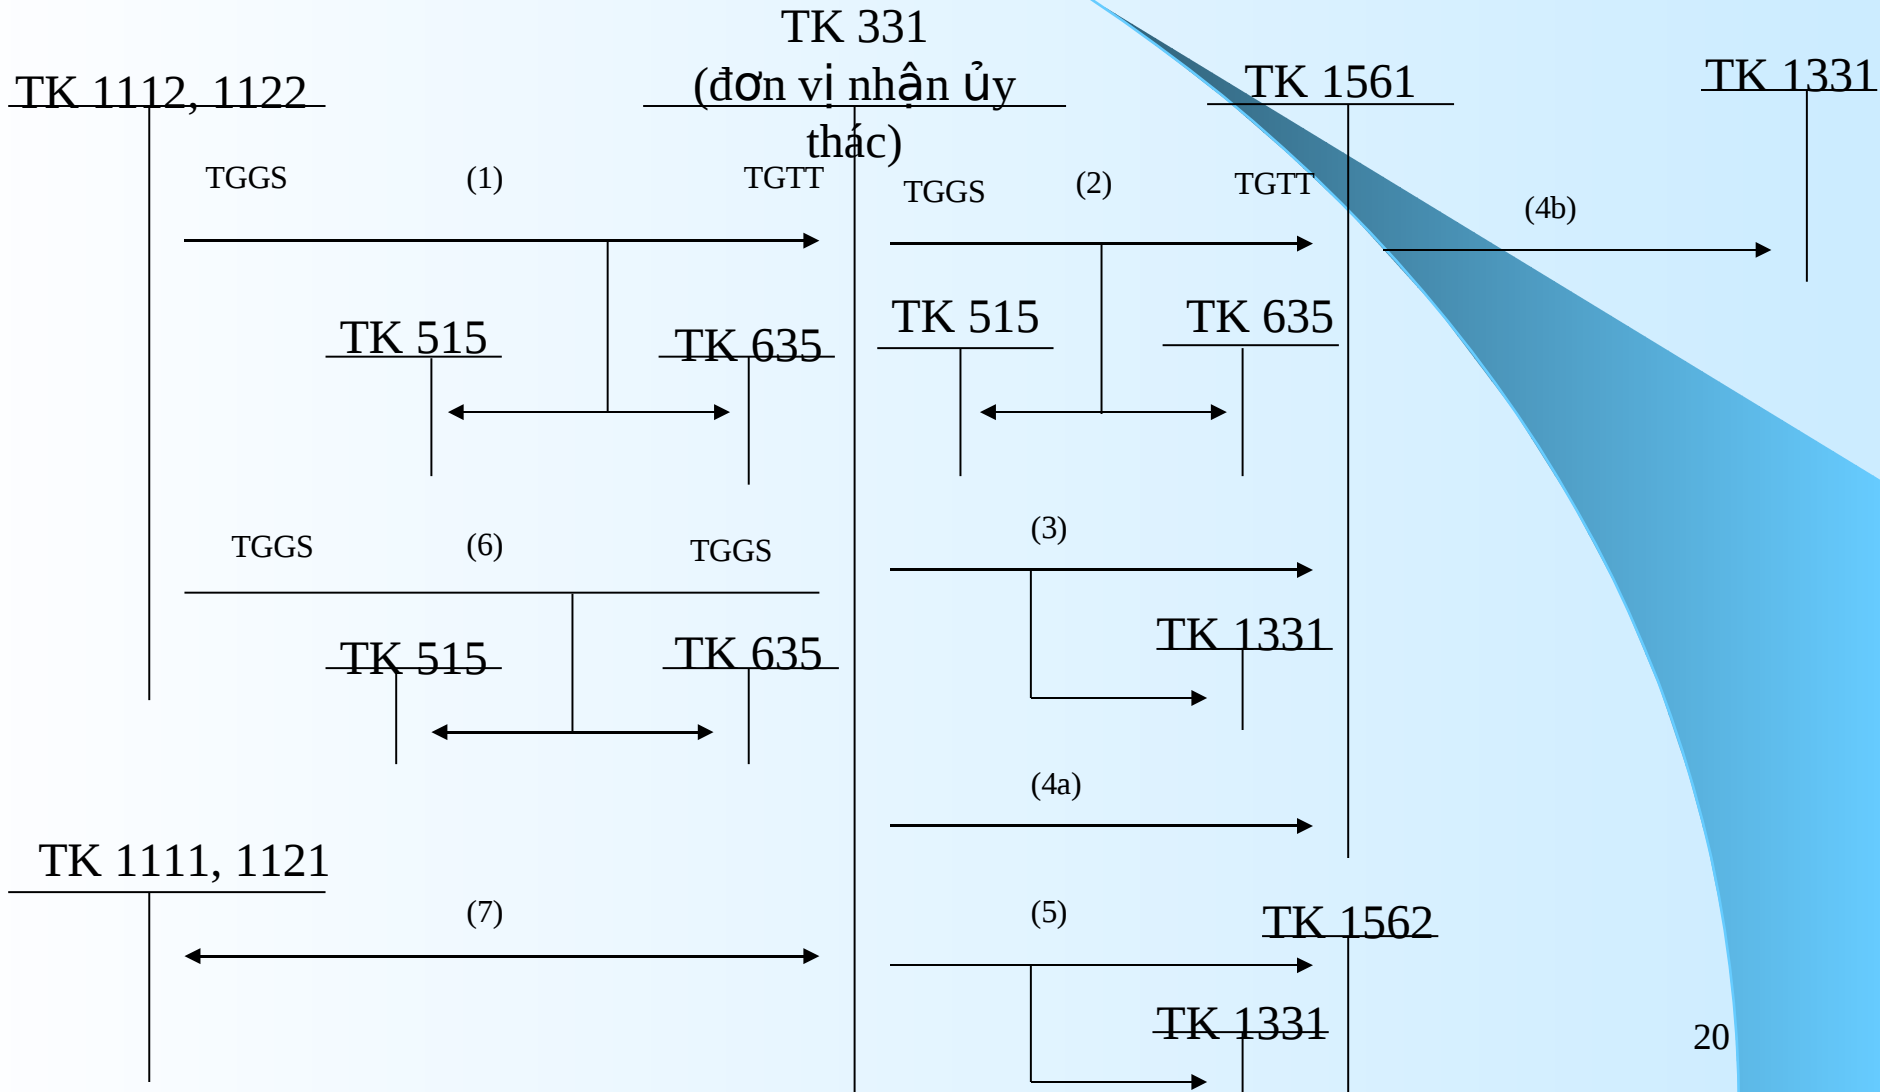 TK 331
(đơn vị nhận ủy
thác)
TK 1112, 1122
TK 1561
TK 1331
TGGS
(1)
TGTT
TGGS
(2)
TGTT
(4b)
TK 515
TK 635
TK 515
TK 635
TGGS
(6)
TGGS
(3)
TK 515
TK 635
TK 1331
(4a)
TK 1111, 1121
(7)
(5)
TK 1562
TK 1331
20